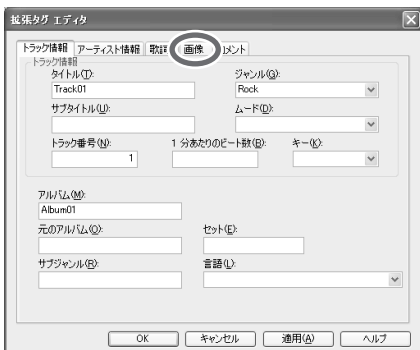 拡張タグ エディタ
トラック情報 アーティスト情報 歌詞 画像 コメント
トラック情報
タイトル(T): ジャンル(G):
Track01 Rock
サブタイトル(U): ムード(D):
トラック番号(N): 1 分あたりのビート数(B): キー(K):
1
アルバム(M):
Album01
元のアルバム(O): セット(E):
サブジャンル(R): 言語(L):
OK キャンセル 適用(A) ヘルプ